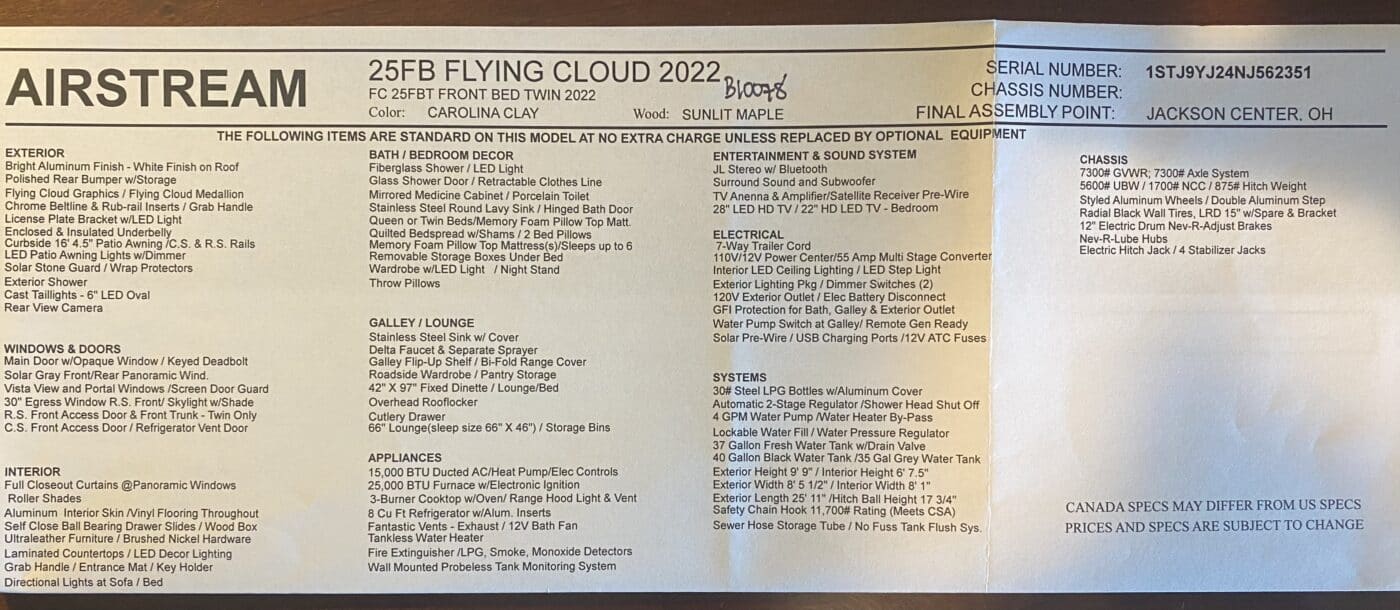 AIRSTREAM
25FB FLYING CLOUD 2022
BL0078
FC 25FBT FRONT BED TWIN 2022
Color: CAROLINA CLAY Wood: SUNLIT MAPLE
SERIAL NUMBER: 1STJ9YJ24NJ562351
CHASSIS NUMBER:
FINAL ASSEMBLY POINT: JACKSON CENTER, OH
THE FOLLOWING ITEMS ARE STANDARD ON THIS MODEL AT NO EXTRA CHARGE UNLESS REPLACED BY OPTIONAL EQUIPMENT
EXTERIOR
Bright Aluminum Finish - White Finish on Roof
Polished Rear Bumper w/Storage
Flying Cloud Graphics / Flying Cloud Medallion
Chrome Beltline & Rub-rail Inserts / Grab Handle
License Plate Bracket w/LED Light
Enclosed & Insulated Underbelly
Curbside 16' 4.5" Patio Awning /C.S. & R.S. Rails
LED Patio Awning Lights w/Dimmer
Solar Stone Guard / Wrap Protectors
Exterior Shower
Cast Taillights - 6" LED Oval
Rear View Camera
WINDOWS & DOORS
Main Door w/Opaque Window / Keyed Deadbolt
Solar Gray Front/Rear Panoramic Wind.
Vista View and Portal Windows /Screen Door Guard
30" Egress Window R.S. Front/ Skylight w/Shade
R.S. Front Access Door & Front Trunk - Twin Only
C.S. Front Access Door / Refrigerator Vent Door
INTERIOR
Full Closeout Curtains @Panoramic Windows
Roller Shades
Aluminum Interior Skin /Vinyl Flooring Throughout
Self Close Ball Bearing Drawer Slides / Wood Box
Ultraleather Furniture / Brushed Nickel Hardware
Laminated Countertops / LED Decor Lighting
Grab Handle / Entrance Mat / Key Holder
Directional Lights at Sofa / Bed
BATH / BEDROOM DECOR
Fiberglass Shower / LED Light
Glass Shower Door / Retractable Clothes Line
Mirrored Medicine Cabinet / Porcelain Toilet
Stainless Steel Round Lavy Sink / Hinged Bath Door
Queen or Twin Beds/Memory Foam Pillow Top Matt.
Quilted Bedspread w/Shams / 2 Bed Pillows
Memory Foam Pillow Top Mattress(s)/Sleeps up to 6
Removable Storage Boxes Under Bed
Wardrobe w/LED Light / Night Stand
Throw Pillows
GALLEY / LOUNGE
Stainless Steel Sink w/ Cover
Delta Faucet & Separate Sprayer
Galley Flip-Up Shelf / Bi-Fold Range Cover
Roadside Wardrobe / Pantry Storage
42" X 97" Fixed Dinette / Lounge/Bed
Overhead Rooflocker
Cutlery Drawer
66" Lounge(sleep size 66" X 46") / Storage Bins
APPLIANCES
15,000 BTU Ducted AC/Heat Pump/Elec Controls
25,000 BTU Furnace w/Electronic Ignition
3-Burner Cooktop w/Oven/ Range Hood Light & Vent
8 Cu Ft Refrigerator w/Alum. Inserts
Fantastic Vents - Exhaust / 12V Bath Fan
Tankless Water Heater
Fire Extinguisher /LPG, Smoke, Monoxide Detectors
Wall Mounted Probeless Tank Monitoring System
ENTERTAINMENT & SOUND SYSTEM
JL Stereo w/ Bluetooth
Surround Sound and Subwoofer
TV Anenna & Amplifier/Satellite Receiver Pre-Wire
28" LED HD TV / 22" HD LED TV - Bedroom
ELECTRICAL
7-Way Trailer Cord
110V/12V Power Center/55 Amp Multi Stage Converter
Interior LED Ceiling Lighting / LED Step Light
Exterior Lighting Pkg / Dimmer Switches (2)
120V Exterior Outlet / Elec Battery Disconnect
GFI Protection for Bath, Galley & Exterior Outlet
Water Pump Switch at Galley/ Remote Gen Ready
Solar Pre-Wire / USB Charging Ports /12V ATC Fuses
SYSTEMS
30# Steel LPG Bottles w/Aluminum Cover
Automatic 2-Stage Regulator /Shower Head Shut Off
4 GPM Water Pump /Water Heater By-Pass
Lockable Water Fill / Water Pressure Regulator
37 Gallon Fresh Water Tank w/Drain Valve
40 Gallon Black Water Tank /35 Gal Grey Water Tank
Exterior Height 9' 9" / Interior Height 6' 7.5"
Exterior Width 8' 5 1/2" / Interior Width 8' 1"
Exterior Length 25' 11" /Hitch Ball Height 17 3/4"
Safety Chain Hook 11,700# Rating (Meets CSA)
Sewer Hose Storage Tube / No Fuss Tank Flush Sys.
CHASSIS
7300# GVWR; 7300# Axle System
5600# UBW / 1700# NCC / 875# Hitch Weight
Styled Aluminum Wheels / Double Aluminum Step
Radial Black Wall Tires, LRD 15" w/Spare & Bracket
12" Electric Drum Nev-R-Adjust Brakes
Nev-R-Lube Hubs
Electric Hitch Jack / 4 Stabilizer Jacks
CANADA SPECS MAY DIFFER FROM US SPECS
PRICES AND SPECS ARE SUBJECT TO CHANGE